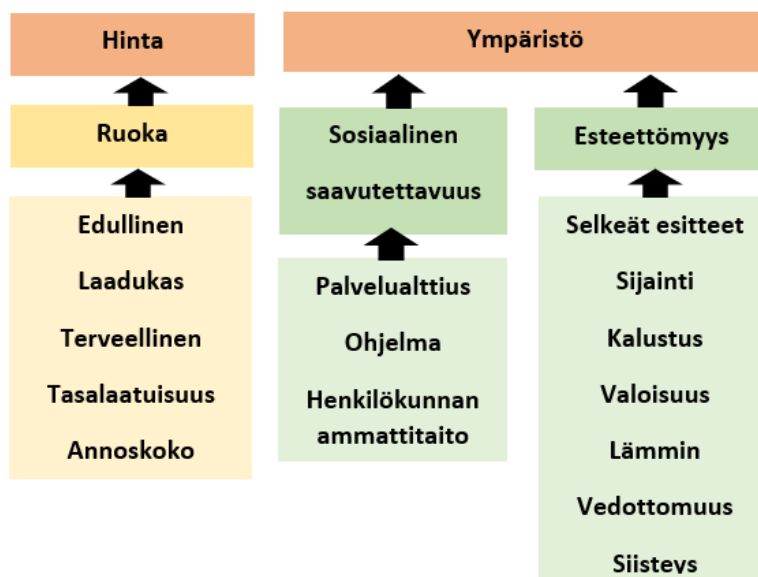 Hinta
Ympäristö
Ruoka
Sosiaalinen
saavutettavuus
Esteettömyys
Edullinen
Laadukas
Terveellinen
Tasalaatuisuus
Annoskoko
Palvelualttius
Ohjelma
Henkilökunnan
ammattitaito
Selkeät esitteet
Sijainti
Kalustus
Valoisuus
Lämmin
Vedottomuus
Siisteys